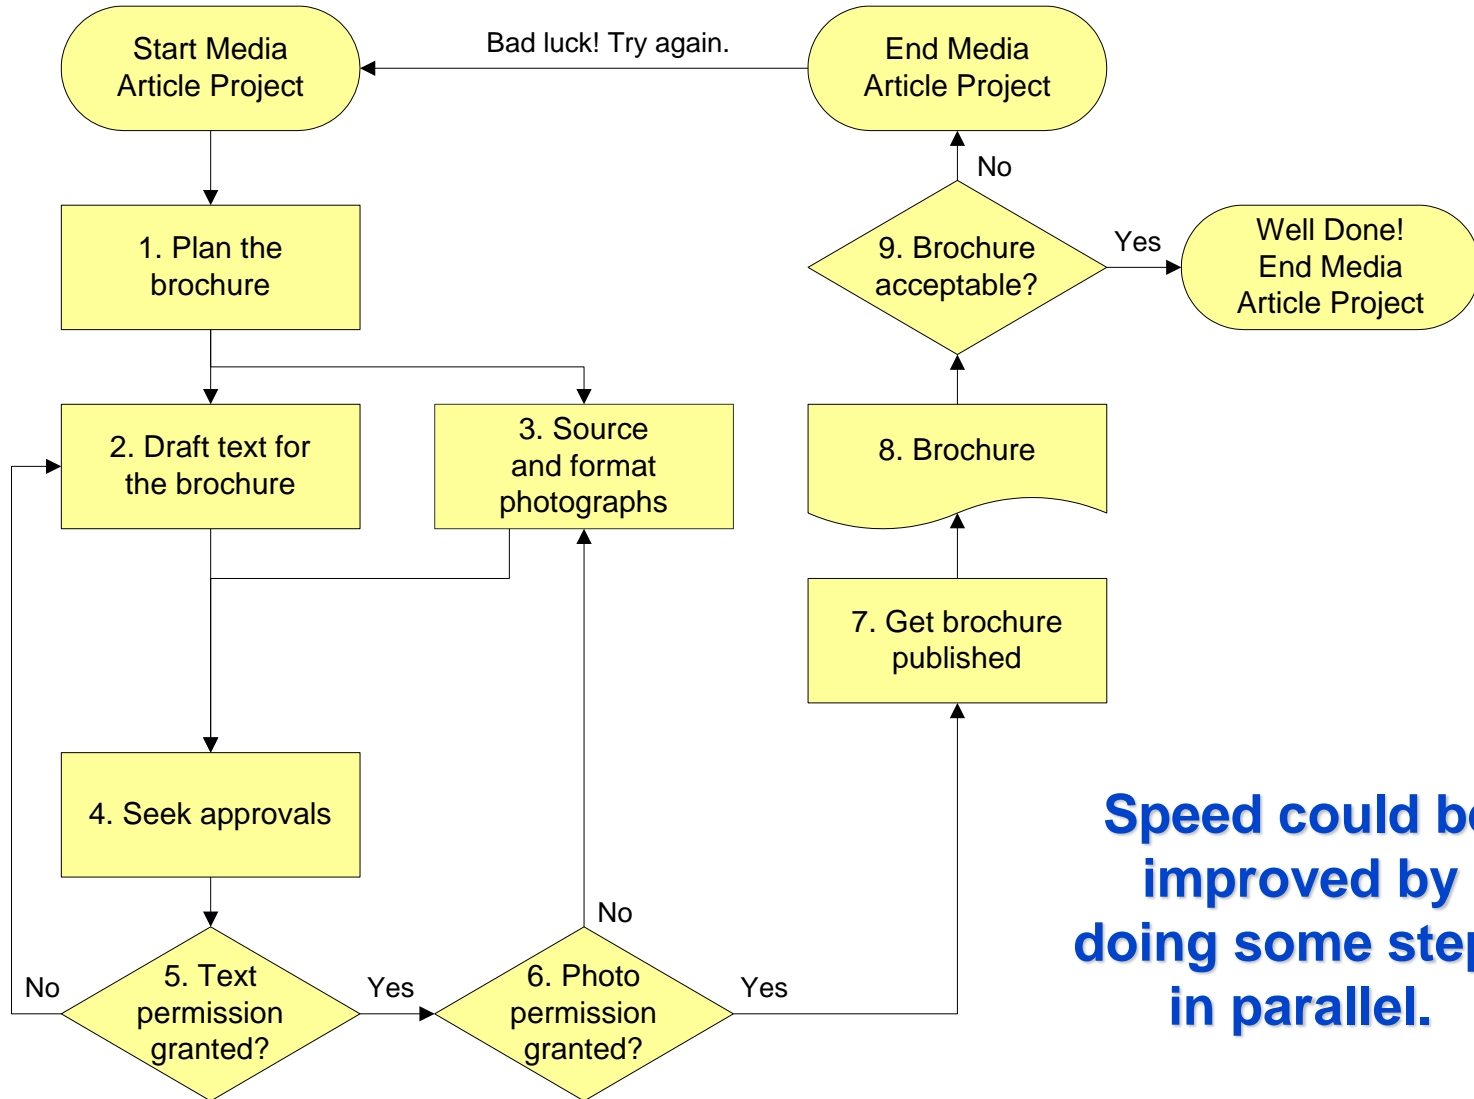 Start Media
Article Project
Bad luck! Try again.
End Media
Article Project
No
1. Plan the
brochure
9. Brochure
acceptable?
Yes
Well Done!
End Media
Article Project
2. Draft text for
the brochure
3. Source
and format
photographs
8. Brochure
7. Get brochure
published
4. Seek approvals
Speed could be
improved by
doing some step
in parallel.
No
No
5. Text
permission
granted?
Yes
6. Photo
permission
granted?
Yes